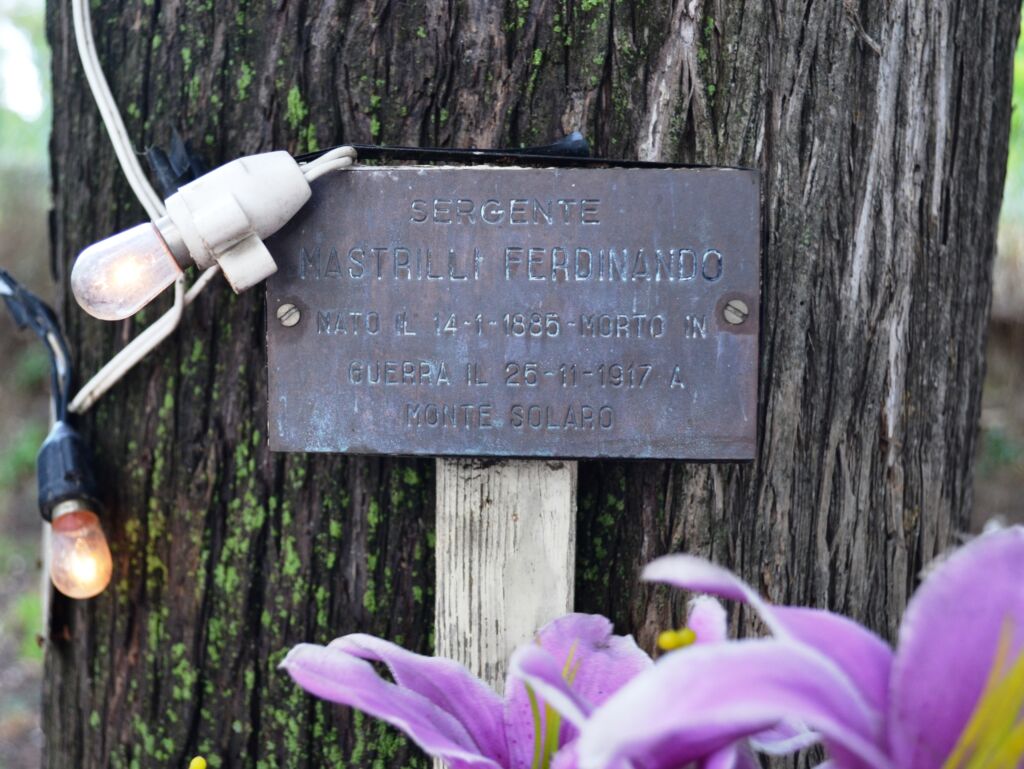 SERGENTE
MASTRILLI FERDINANDO
NATO IL 14-1-1885-MORTO IN
GUERRA IL 25-11-1917 A
MONTE SOLARO